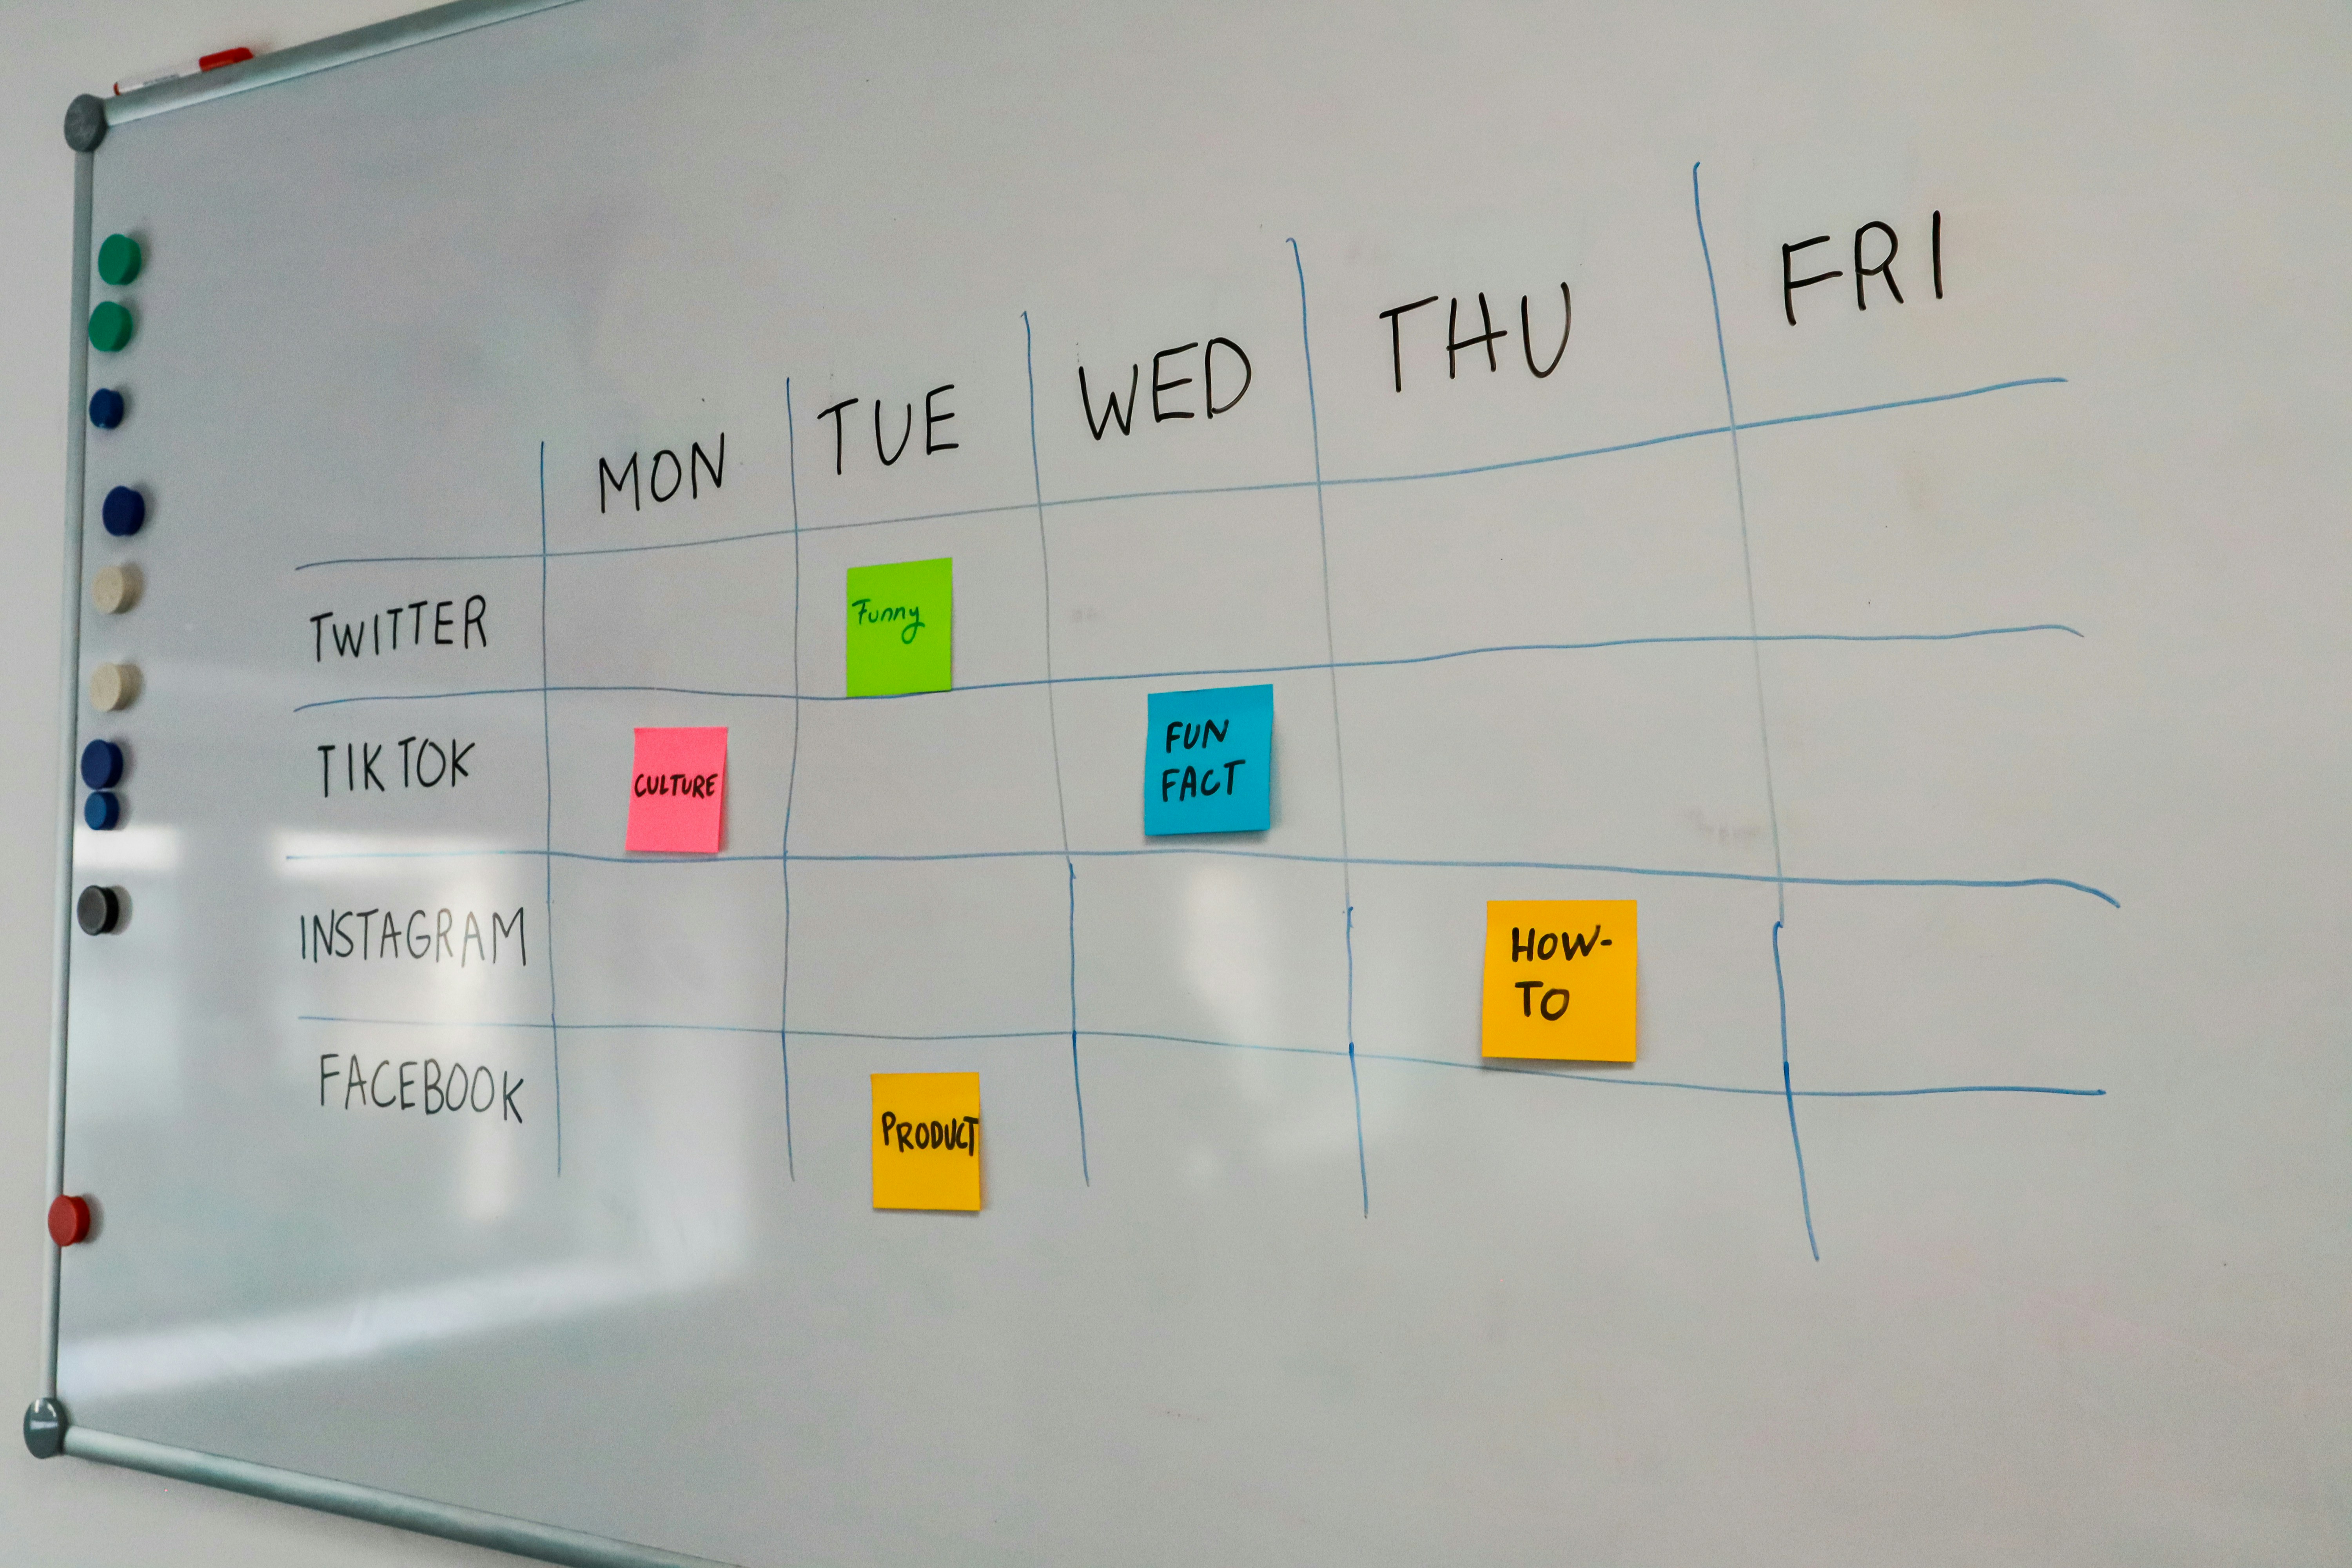 MON TUE WED THU FRI
TWITTER Funny
TIK TOK CULTURE FUN
FACT
INSTAGRAM HOW-
TO
FACEBOOK PRODUCT